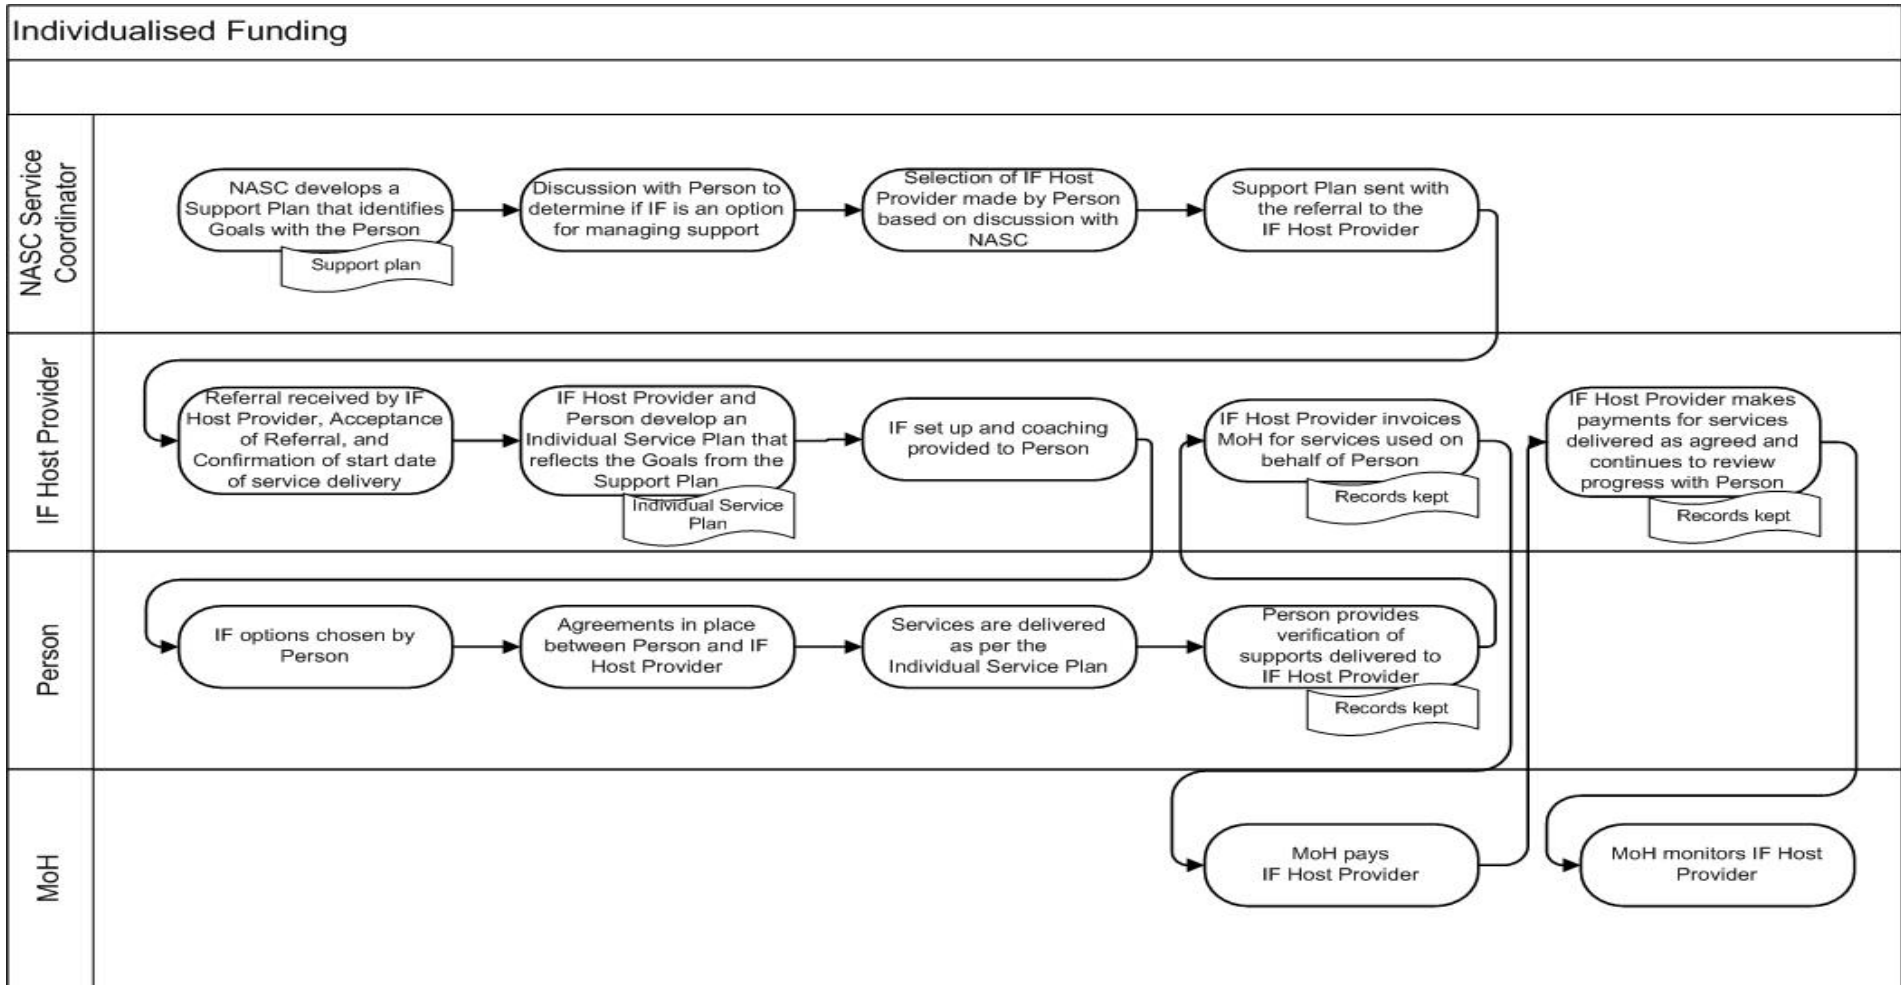 Individualised Funding
NASC Service
Coordinator
NASC develops a
Support Plan that identifies
Goals with the Person
Support plan
Discussion with Person to
determine if IF is an option
for managing support
Selection of IF Host
Provider made by Person
based on discussion with
NASC
Support Plan sent with
the referral to the
IF Host Provider
IF Host Provider
Referral received by IF
Host Provider, Acceptance
of Referral, and
Confirmation of start date
of service delivery
IF Host Provider and
Person develop an
Individual Service Plan that
reflects the Goals from the
Support Plan
Individual Service
Plan
IF set up and coaching
provided to Person
IF Host Provider invoices
MoH for services used on
behalf of Person
Records kept
IF Host Provider makes
payments for services
delivered as agreed and
continues to review
progress with Person
Records kept
Person
IF options chosen by
Person
Agreements in place
between Person and IF
Host Provider
Services are delivered
as per the
Individual Service Plan
Person provides
verification of
supports delivered to
IF Host Provider
Records kept
MoH
MoH pays
IF Host Provider
MoH monitors IF Host
Provider